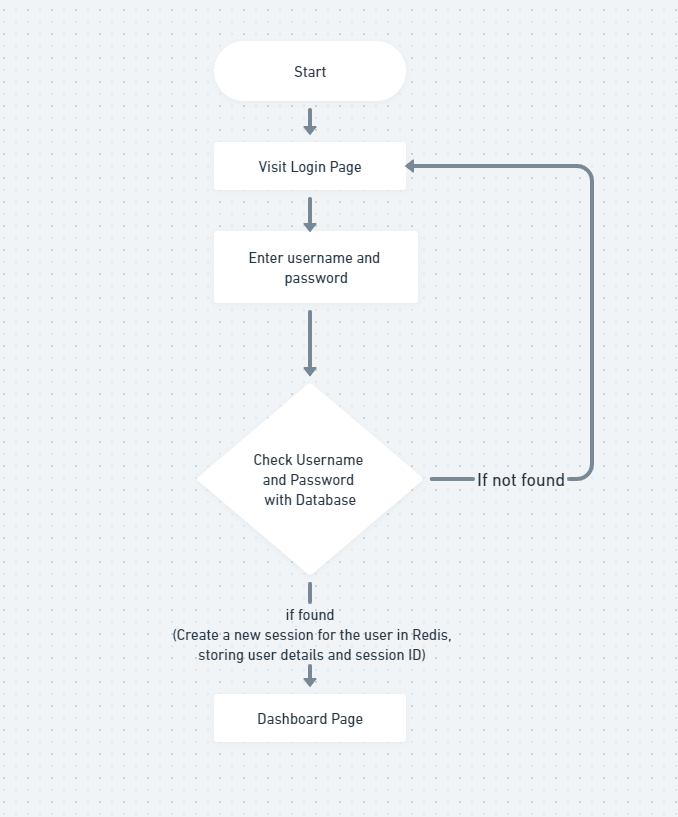 Start
Visit Login Page
Enter username and
password
Check Username
and Password
with Database
If not found
if found
(Create a new session for the user in Redis,
storing user details and session ID)
Dashboard Page